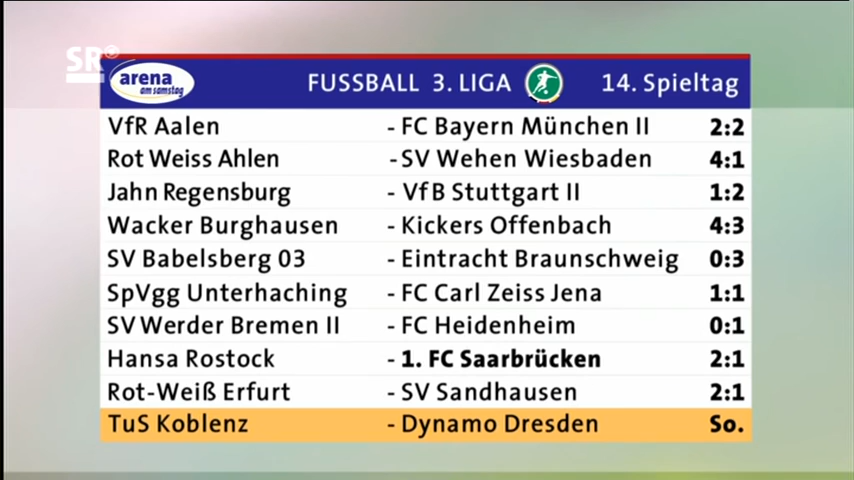 SR
arena
am samstag
FUSSBALL 3. LIGA 14. Spieltag
VfR Aalen - FC Bayern München II 2:2
Rot Weiss Ahlen - SV Wehen Wiesbaden 4:1
Jahn Regensburg - VfB Stuttgart II 1:2
Wacker Burghausen - Kickers Offenbach 4:3
SV Babelsberg 03 - Eintracht Braunschweig 0:3
SpVgg Unterhaching - FC Carl Zeiss Jena 1:1
SV Werder Bremen II - FC Heidenheim 0:1
Hansa Rostock - 1. FC Saarbrücken 2:1
Rot-Weiß Erfurt - SV Sandhausen 2:1
TuS Koblenz - Dynamo Dresden So.